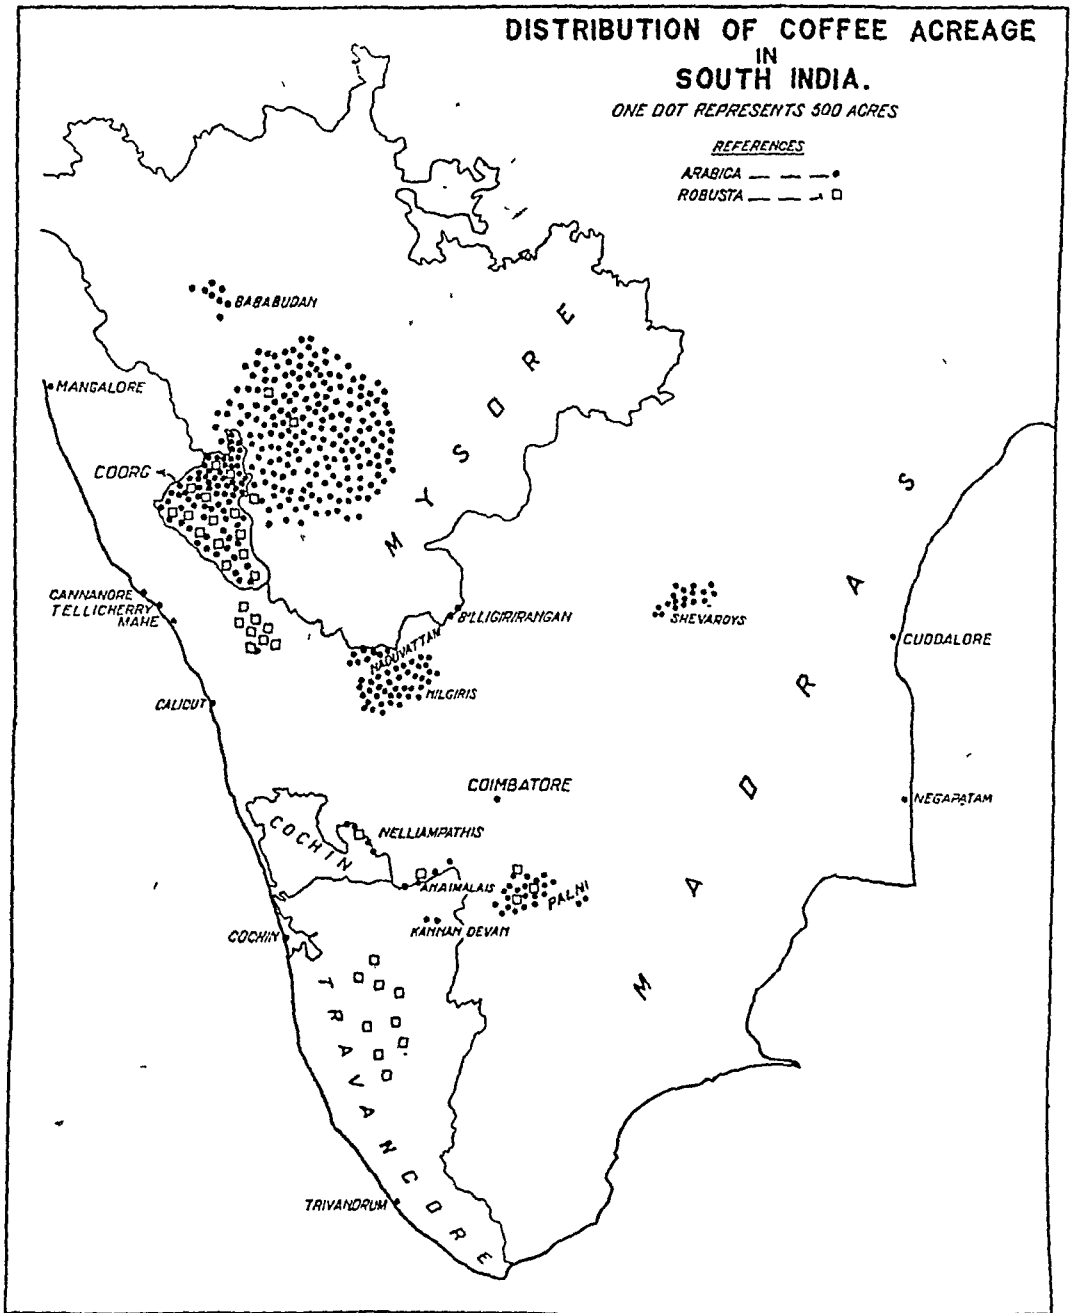 DISTRIBUTION OF COFFEE ACREAGE
IN
SOUTH INDIA.
ONE DOT REPRESENTS 500 ACRES
REFERENCES
ARABICA
ROBUSTA
BABABUDAN
MYSORE
MANGALORE
COORG
CANNANORE
TELLICHERRY
MAHE
BILLIGIRIRANGAN
SHEVAROYS
CUDDALORE
NADUVATTAN
NILGIRIS
CALICUT
MADRAS
COIMBATORE
NEGAPATAM
COCHIN
NELLIAMPATHIS
ANAIMALAIS
PALNI
KANNAN DEVAN
COCHIN
TRAVANCORE
TRIVANDRUM